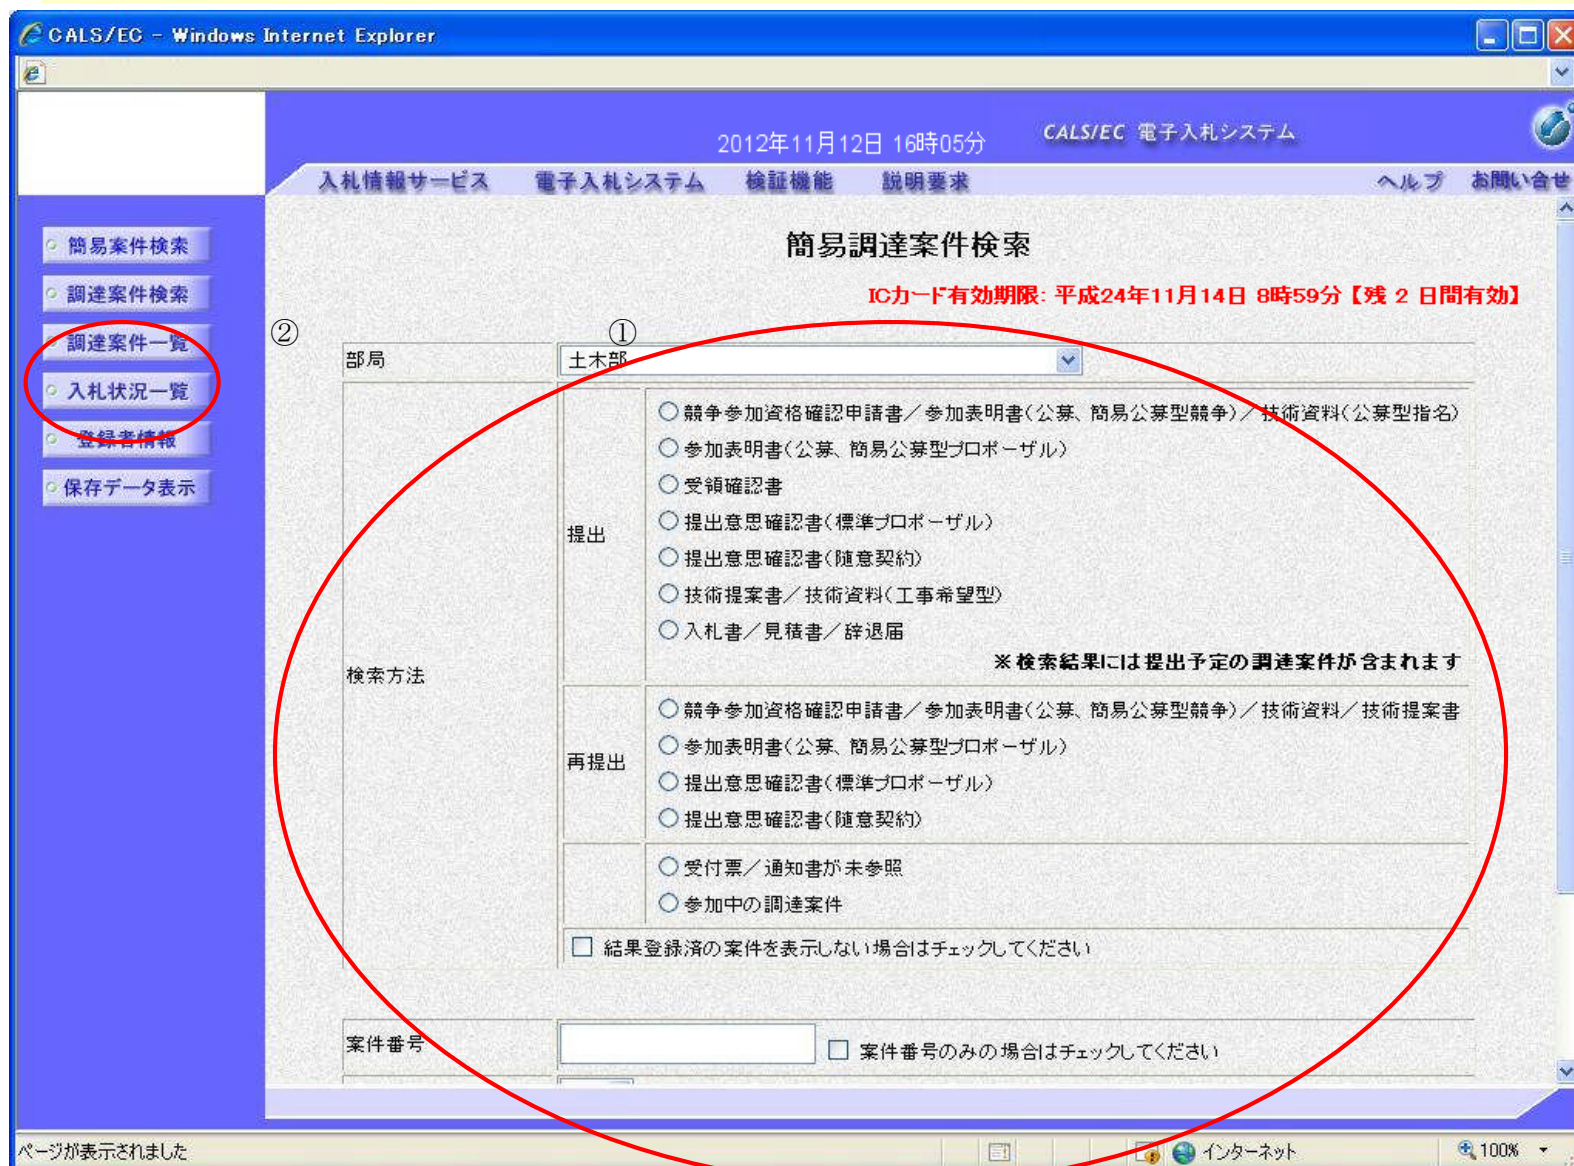 CALS/EC - Windows Internet Explorer
2012年11月12日 16時05分
CALS/EC 電子入札システム
入札情報サービス 電子入札システム 検証機能 説明要求 ヘルプ お問い合せ
簡易案件検索
調達案件検索
調達案件一覧
入札状況一覧
登録者情報
保存データ表示
簡易調達案件検索
ICカード有効期限: 平成24年11月14日 8時59分【残 2 日間有効】
② ①
部局 土木部
検索方法
提出
競争参加資格確認申請書／参加表明書(公募、簡易公募型競争)／技術資料(公募型指名)
参加表明書(公募、簡易公募型プロポーザル)
受領確認書
提出意思確認書(標準プロポーザル)
提出意思確認書(随意契約)
技術提案書／技術資料(工事希望型)
入札書／見積書／辞退届
※検索結果には提出予定の調達案件が含まれます
再提出
競争参加資格確認申請書／参加表明書(公募、簡易公募型競争)／技術資料／技術提案書
参加表明書(公募、簡易公募型プロポーザル)
提出意思確認書(標準プロポーザル)
提出意思確認書(随意契約)
受付票／通知書が未参照
参加中の調達案件
結果登録済の案件を表示しない場合はチェックしてください
案件番号 案件番号のみの場合はチェックしてください
ページが表示されました インターネット 100%